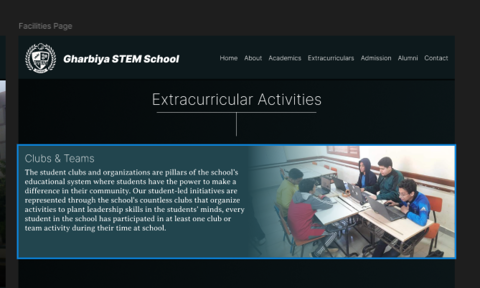 Facilities Page
Gharbiya STEM School
Home About Academics Extracurriculars Admission Alumni Contact
Extracurricular Activities
Clubs & Teams
The student clubs and organizations are pillars of the school's
educational system where students have the power to make a
difference in their community. Our student-led initiatives are
represented through the school's countless clubs that organize
activities to plant leadership skills in the students' minds, every
student in the school has participated in at least one club or
team activity during their time at school.